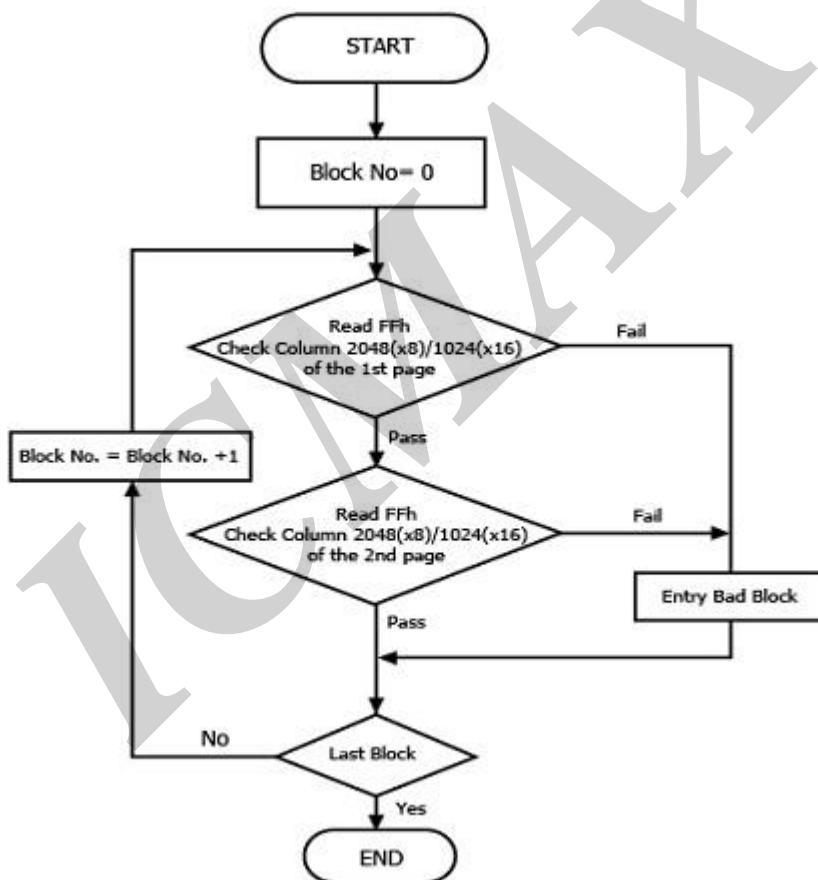 START
Block No= 0
Read FFh
Check Column 2048(x8)/1024(x16)
of the 1st page
Fail
Pass
Block No. = Block No. +1
Read FFh
Check Column 2048(x8)/1024(x16)
of the 2nd page
Fail
Entry Bad Block
Pass
Last Block
No
Yes
END
ICMAX